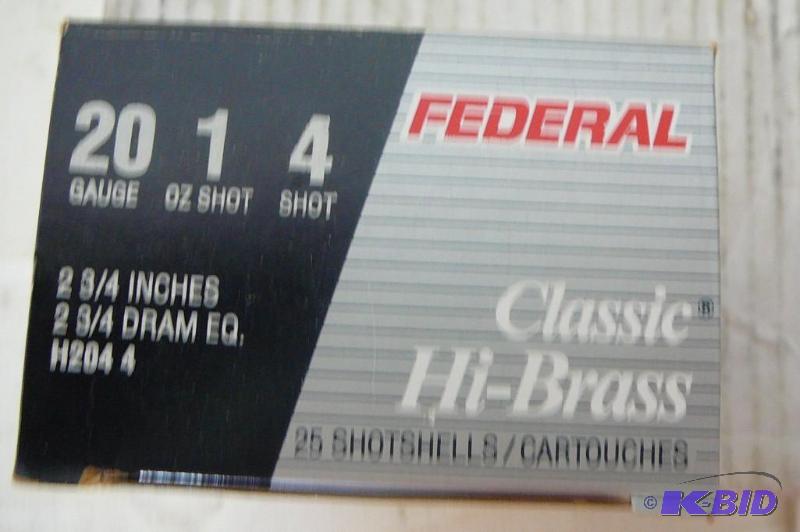 20 1 4
GAUGE OZ SHOT SHOT
2 3/4 INCHES
2 3/4 DRAM EQ.
H204 4
FEDERAL
Classic®
Hi-Brass
25 SHOTSHELLS/CARTOUCHES
© K-BID